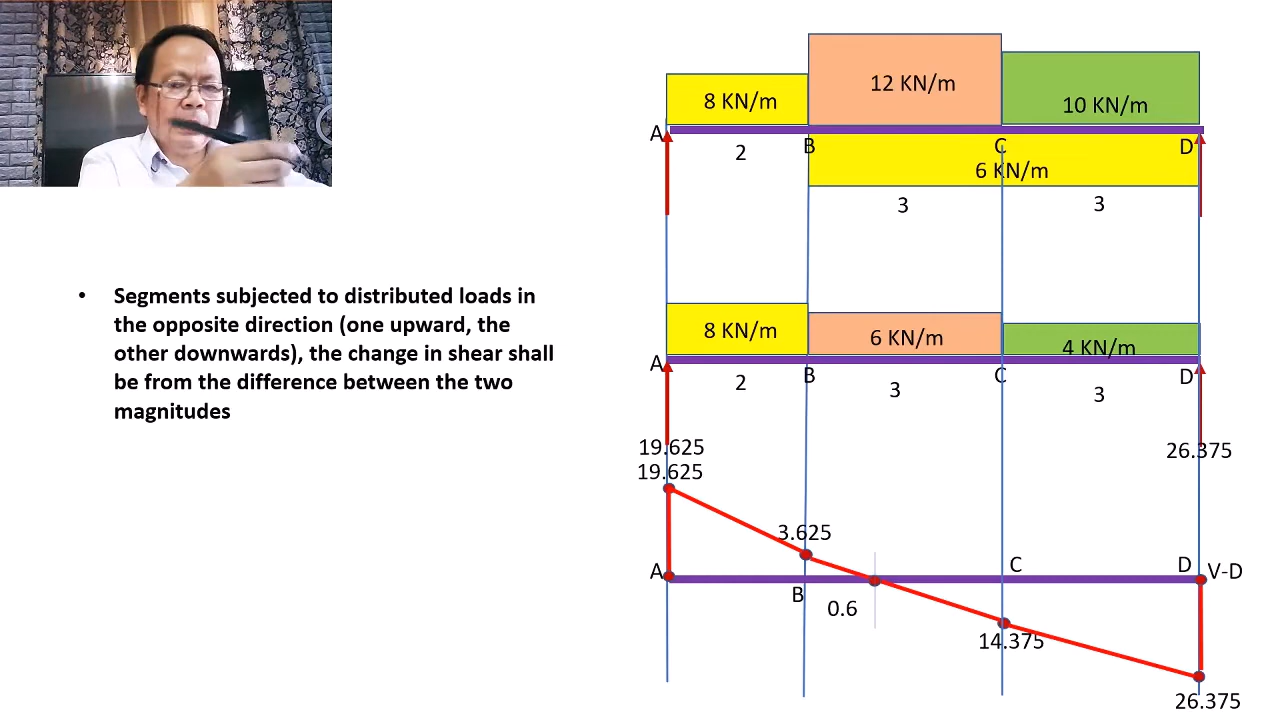 • Segments subjected to distributed loads in
the opposite direction (one upward, the
other downwards), the change in shear shall
be from the difference between the two
magnitudes
8 KN/m
12 KN/m
10 KN/m
A
B
C
D
2
6 KN/m
3
3
8 KN/m
6 KN/m
4 KN/m
A
B
C
D
2
3
3
19.625
26.375
19.625
3.625
A
C
D
V-D
B
0.6
14.375
26.375